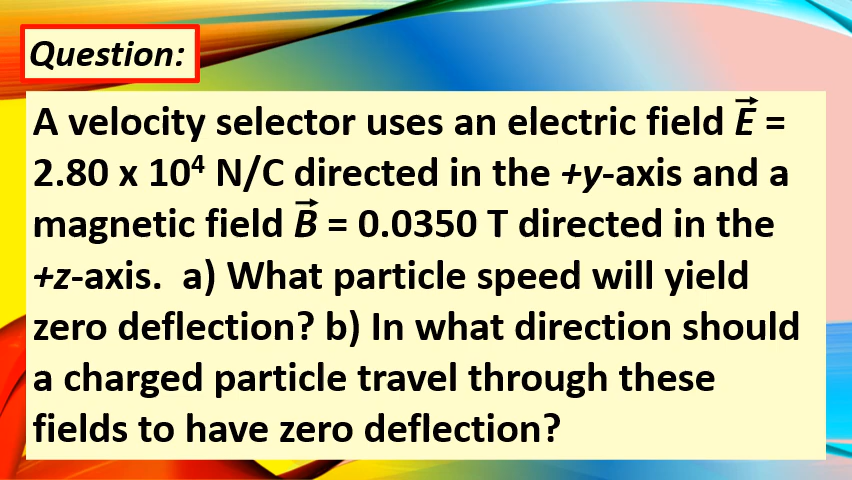 Question:
A velocity selector uses an electric field E⃗ =
2.80 x 10⁴ N/C directed in the +y-axis and a
magnetic field B⃗ = 0.0350 T directed in the
+z-axis.  a) What particle speed will yield
zero deflection? b) In what direction should
a charged particle travel through these
fields to have zero deflection?